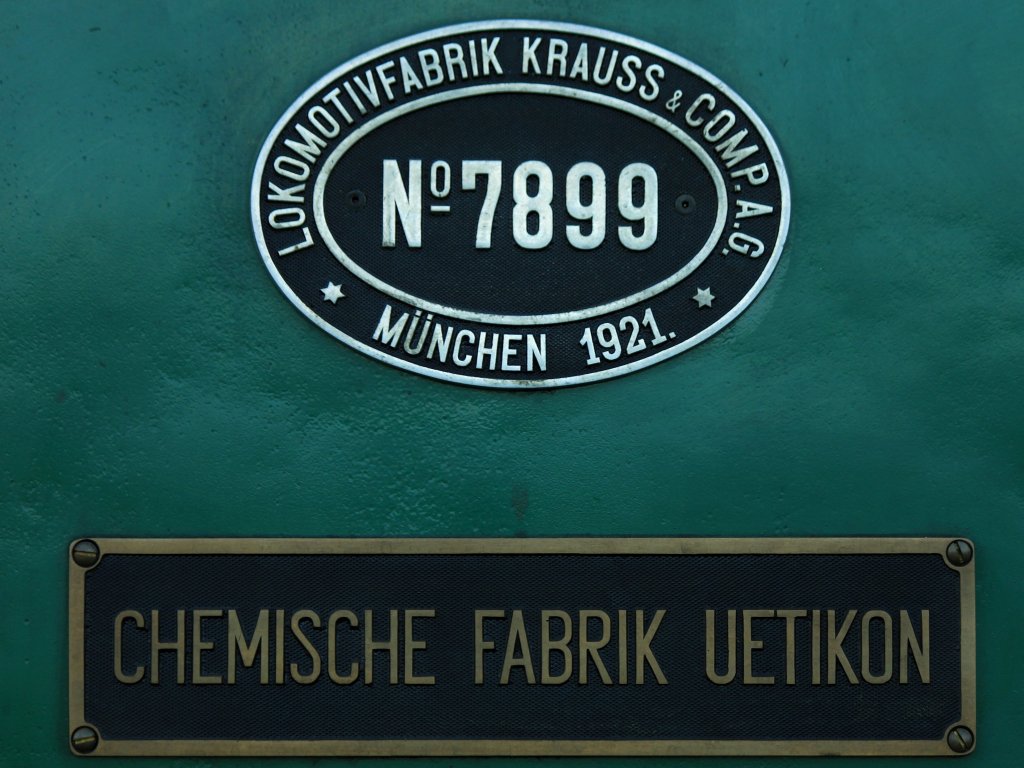 LOKOMOTIVFABRIK KRAUSS & COMP. A.G.
Nº 7899
MÜNCHEN 1921.
CHEMISCHE FABRIK UETIKON